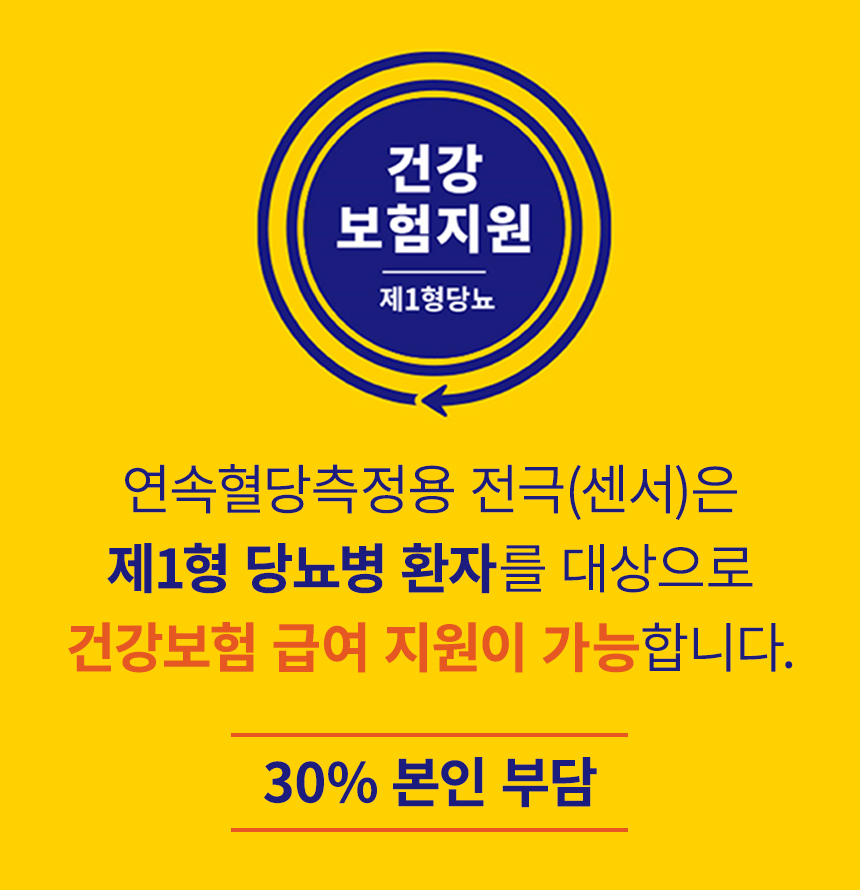 건강
보험지원
제1형당뇨
연속혈당측정용 전극(센서)은
제1형 당뇨병 환자를 대상으로
건강보험 급여 지원이 가능합니다.
30% 본인 부담